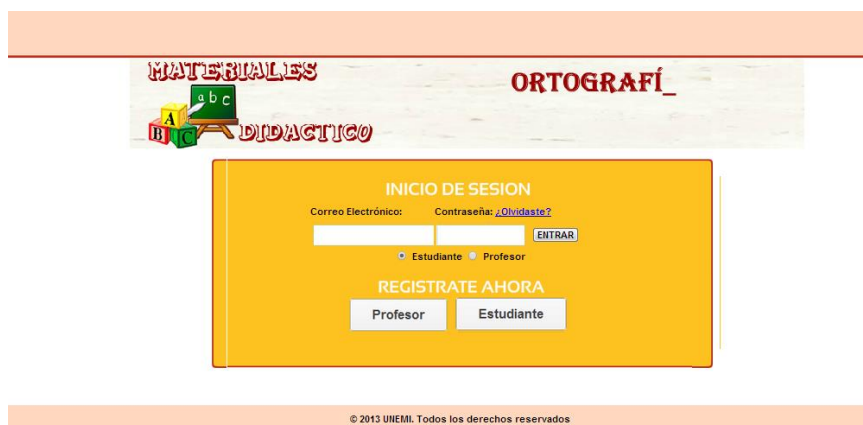 MATERIALES
ORTOGRAFÍ_
a b c
A
B C
DIDACTICO
INICIO DE SESION
Correo Electrónico: Contraseña: ¿Olvidaste?
ENTRAR
Estudiante Profesor
REGISTRATE AHORA
Profesor Estudiante
© 2013 UNEMI. Todos los derechos reservados